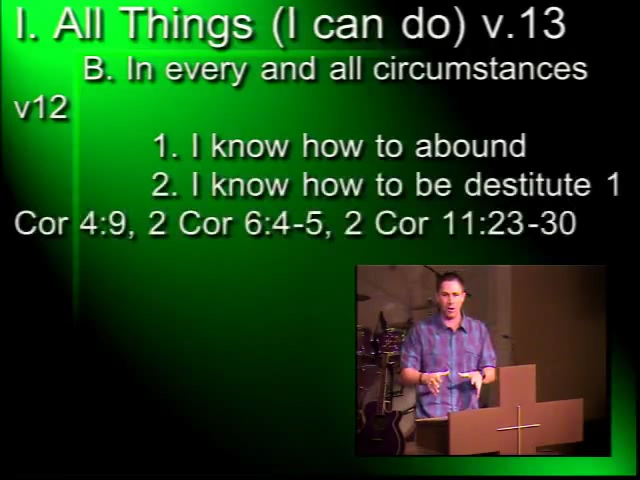 I. All Things (I can do) v.13
B. In every and all circumstances
v12
1. I know how to abound
2. I know how to be destitute 1
Cor 4:9, 2 Cor 6:4-5, 2 Cor 11:23-30